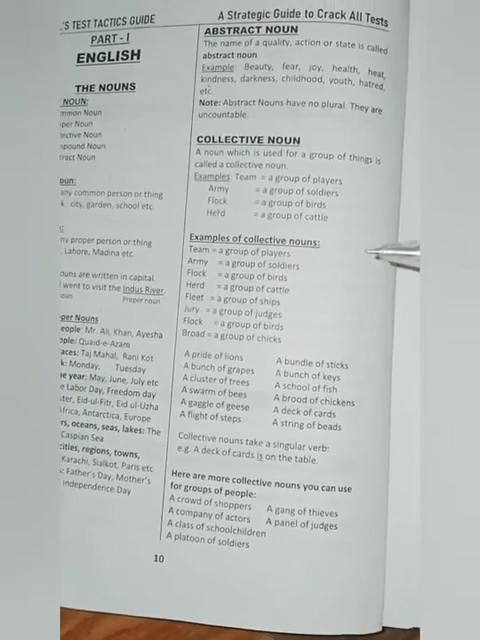 'S TEST TACTICS GUIDE
A Strategic Guide to Crack All Tests
PART - I
ENGLISH
THE NOUNS
NOUN:
mmon Noun
per Noun
lective Noun
pound Noun
tract Noun
oun:
any common person or thing
k, city, garden, school etc.
ny proper person or thing
, Lahore, Madina etc.
ouns are written in capital.
I went to visit the Indus River.
oun Proper noun
per Nouns
eople: Mr. Ali, Khan, Ayesha
ople: Quaid-e-Azam
aces: Taj Mahal, Rani Kot
k: Monday, Tuesday
he year: May, June, July etc
e Labor Day, Freedom day
ster, Eid-ul-Fitr, Eid ul-Uzha
frica, Antarctica, Europe
rs, oceans, seas, lakes: The
Caspian Sea
cities, regions, towns,
Karachi, Sialkot, Paris etc
s: Father's Day, Mother's
Independence Day
ABSTRACT NOUN
The name of a quality, action or state is called
abstract noun.
Example: Beauty, fear, joy, health, heat,
kindness, darkness, childhood, youth, hatred,
etc.
Note: Abstract Nouns have no plural. They are
uncountable.
COLLECTIVE NOUN
A noun which is used for a group of things is
called a collective noun.
Examples: Team = a group of players
Army = a group of soldiers
Flock = a group of birds
Herd = a group of cattle
Examples of collective nouns:
Team = a group of players
Army = a group of soldiers
Flock = a group of birds
Herd = a group of cattle
Fleet = a group of ships
Jury = a group of judges
Flock = a group of birds
Broad = a group of chicks
A pride of lions
A bunch of grapes
A cluster of trees
A swarm of bees
A gaggle of geese
A flight of steps
A bundle of sticks
A bunch of keys
A school of fish
A brood of chickens
A deck of cards
A string of beads
Collective nouns take a singular verb:
e.g. A deck of cards is on the table.
Here are more collective nouns you can use
for groups of people:
A crowd of shoppers
A company of actors
A class of schoolchildren
A platoon of soldiers
A gang of thieves
A panel of judges
10